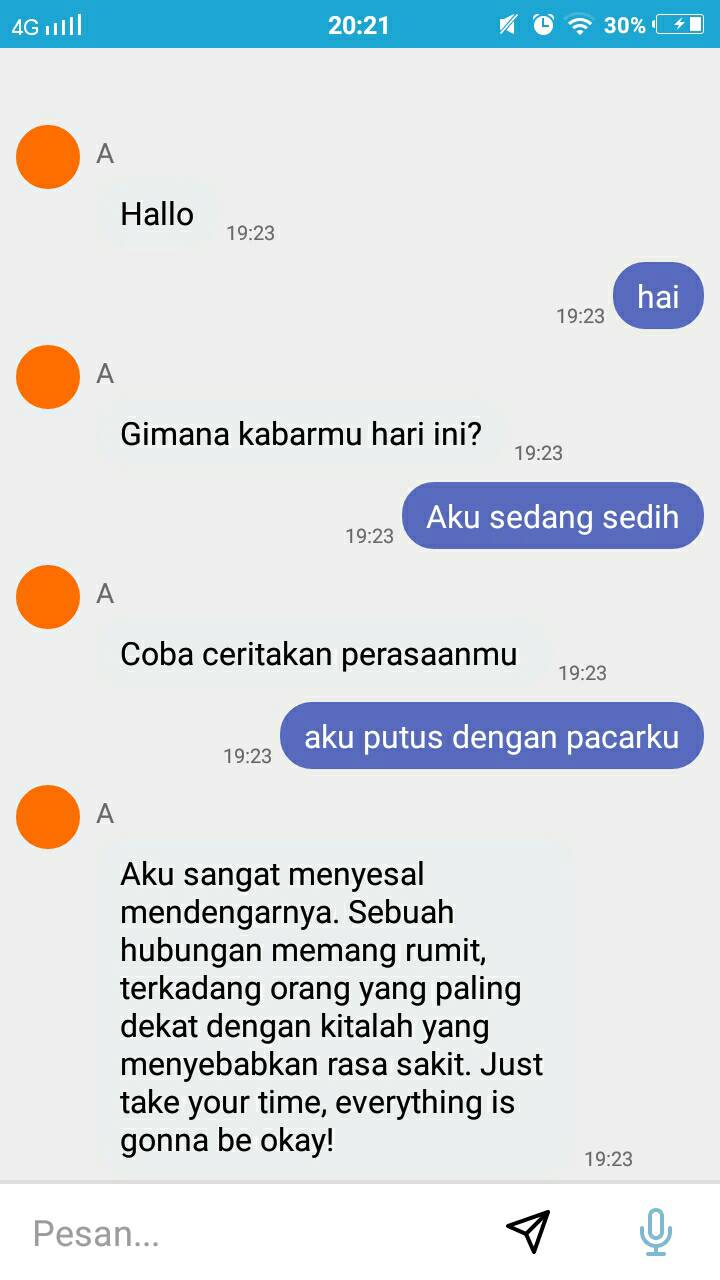 4G 20:21 30%
A
Hallo 19:23
hai
19:23
A
Gimana kabarmu hari ini? 19:23
Aku sedang sedih
19:23
A
Coba ceritakan perasaanmu 19:23
aku putus dengan pacarku
19:23
A
Aku sangat menyesal
mendengarnya. Sebuah
hubungan memang rumit,
terkadang orang yang paling
dekat dengan kitalah yang
menyebabkan rasa sakit. Just
take your time, everything is
gonna be okay!
19:23
Pesan...